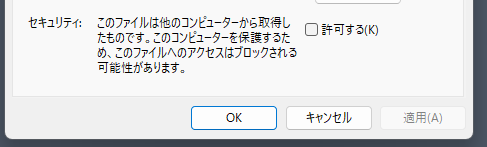 セキュリティ: このファイルは他のコンピューターから取得し
たものです。このコンピューターを保護するた
め、このファイルへのアクセスはブロックされる
可能性があります。
許可する(K)
OK キャンセル 適用(A)